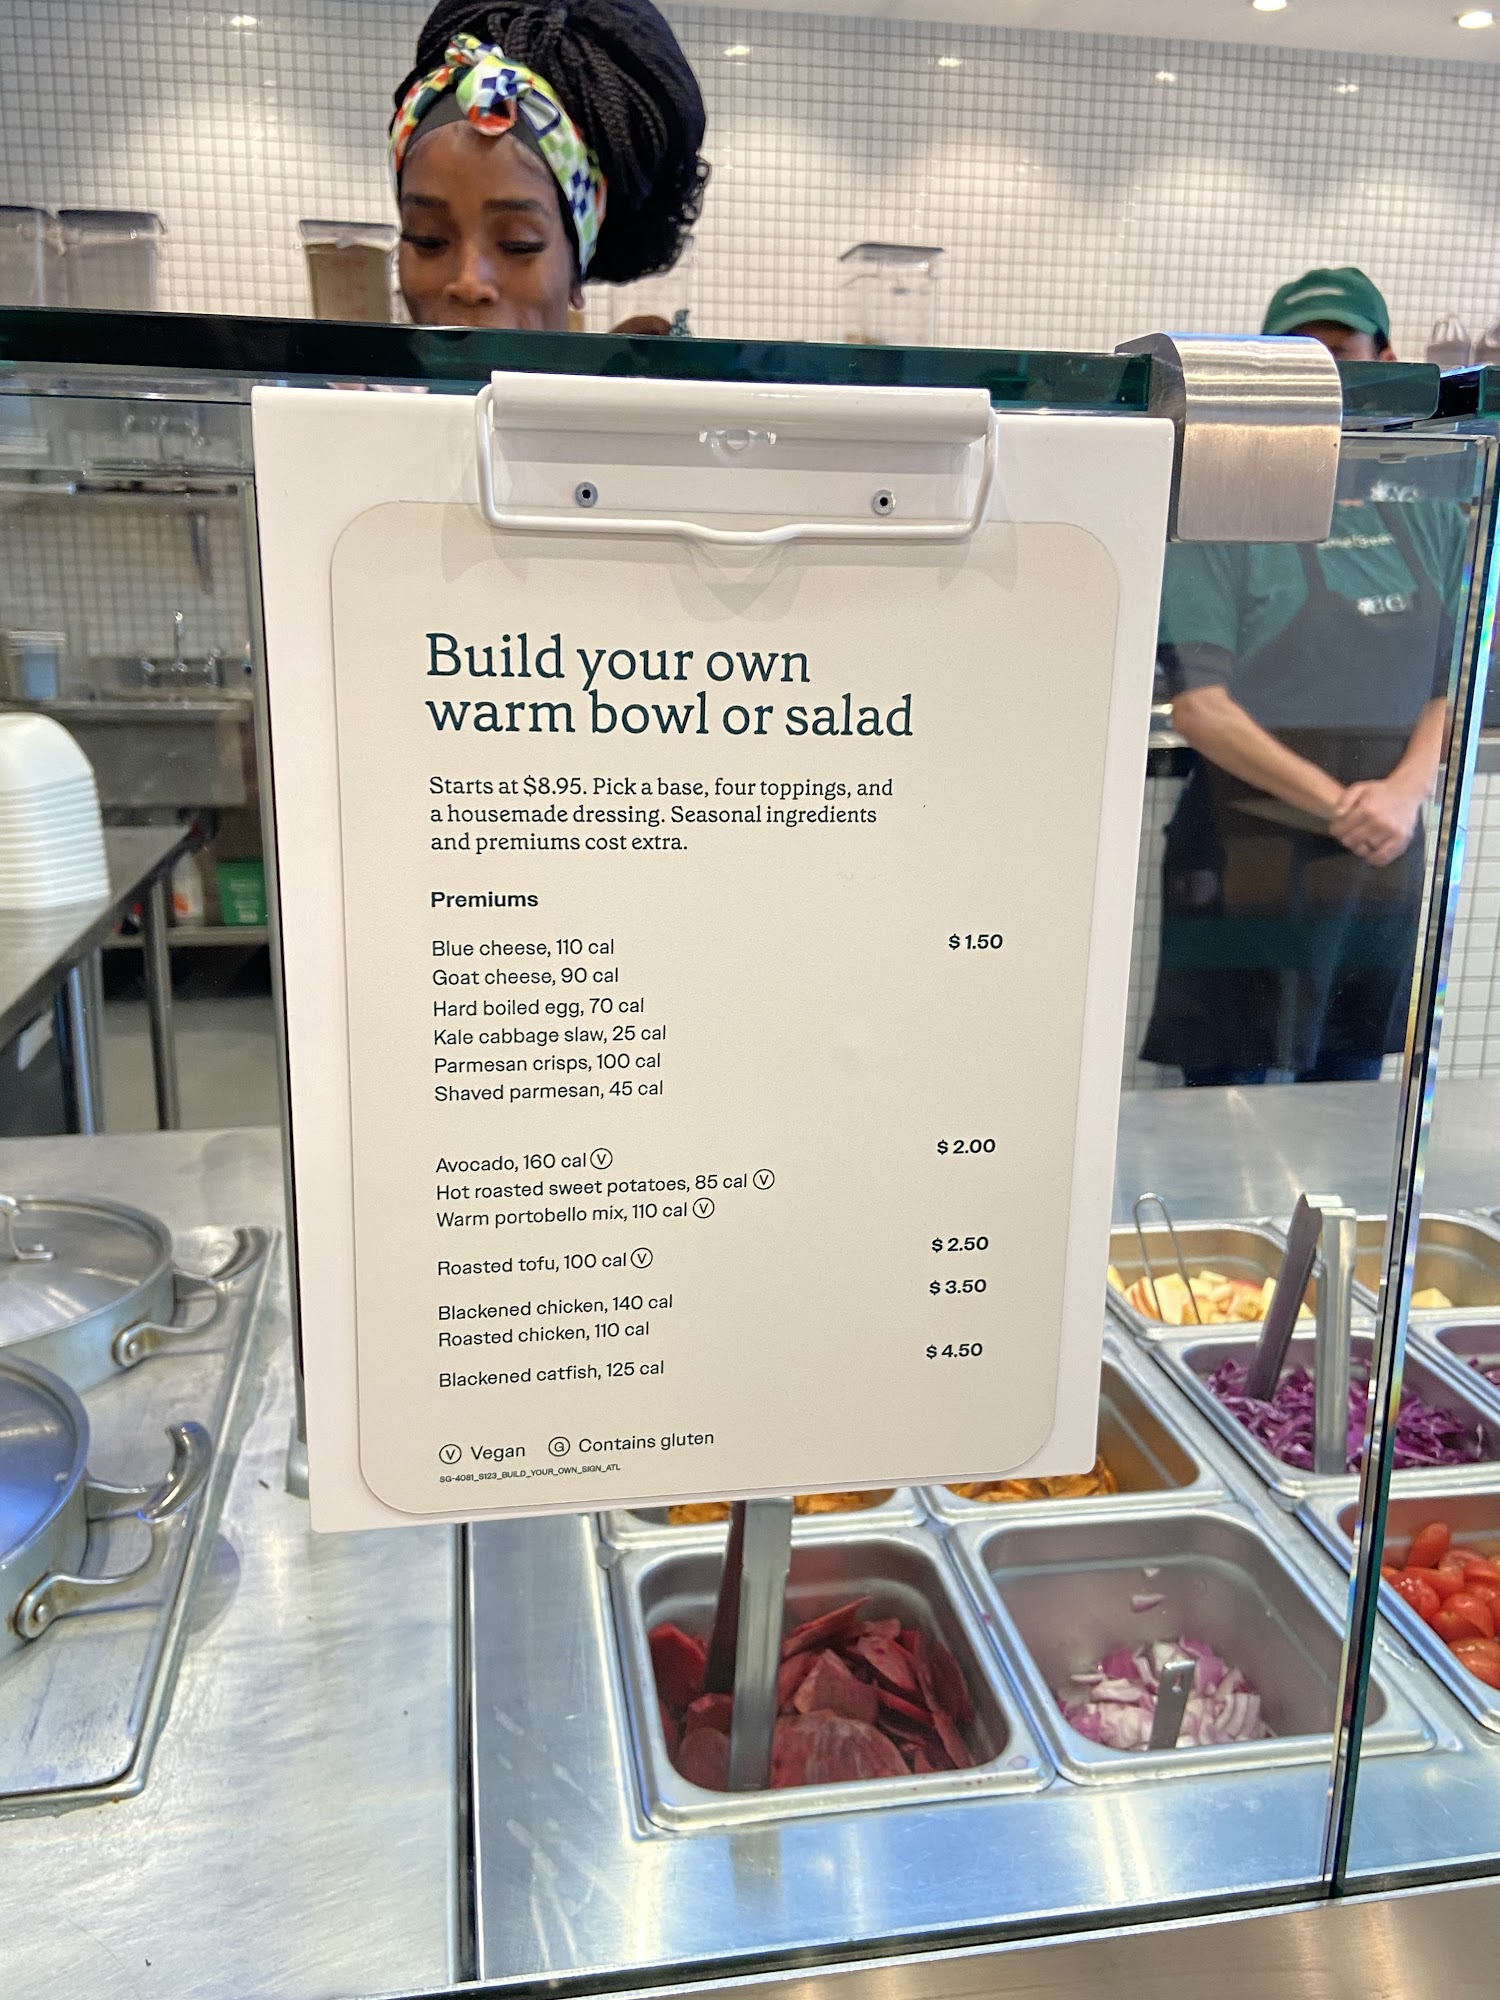 Build your own
warm bowl or salad
Starts at $8.95. Pick a base, four toppings, and
a housemade dressing. Seasonal ingredients
and premiums cost extra.
Premiums
Blue cheese, 110 cal $1.50
Goat cheese, 90 cal
Hard boiled egg, 70 cal
Kale cabbage slaw, 25 cal
Parmesan crisps, 100 cal
Shaved parmesan, 45 cal
Avocado, 160 cal Ⓥ $2.00
Hot roasted sweet potatoes, 85 cal Ⓥ
Warm portobello mix, 110 cal Ⓥ
Roasted tofu, 100 cal Ⓥ $2.50
Blackened chicken, 140 cal $3.50
Roasted chicken, 110 cal
Blackened catfish, 125 cal $4.50
Ⓥ Vegan Ⓖ Contains gluten
SG-4081_S123_BUILD_YOUR_OWN_SIGN_ATL